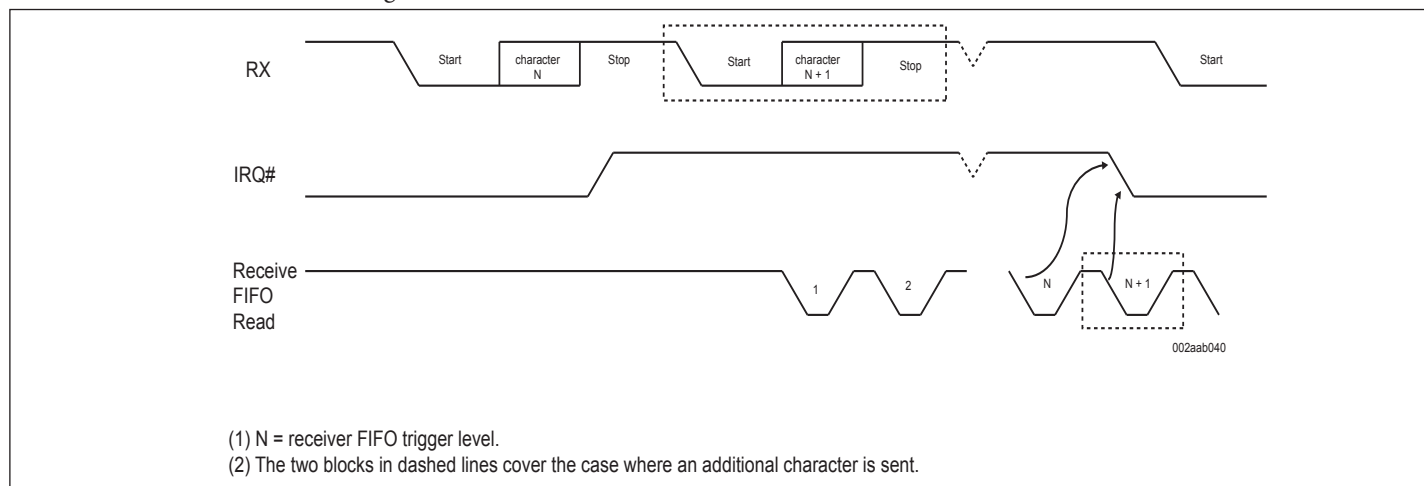 RX
Start
character
N
Stop
Start
character
N + 1
Stop
Start
IRQ#
Receive
FIFO
Read
1
2
N
N + 1
002aab040
(1) N = receiver FIFO trigger level.
(2) The two blocks in dashed lines cover the case where an additional character is sent.